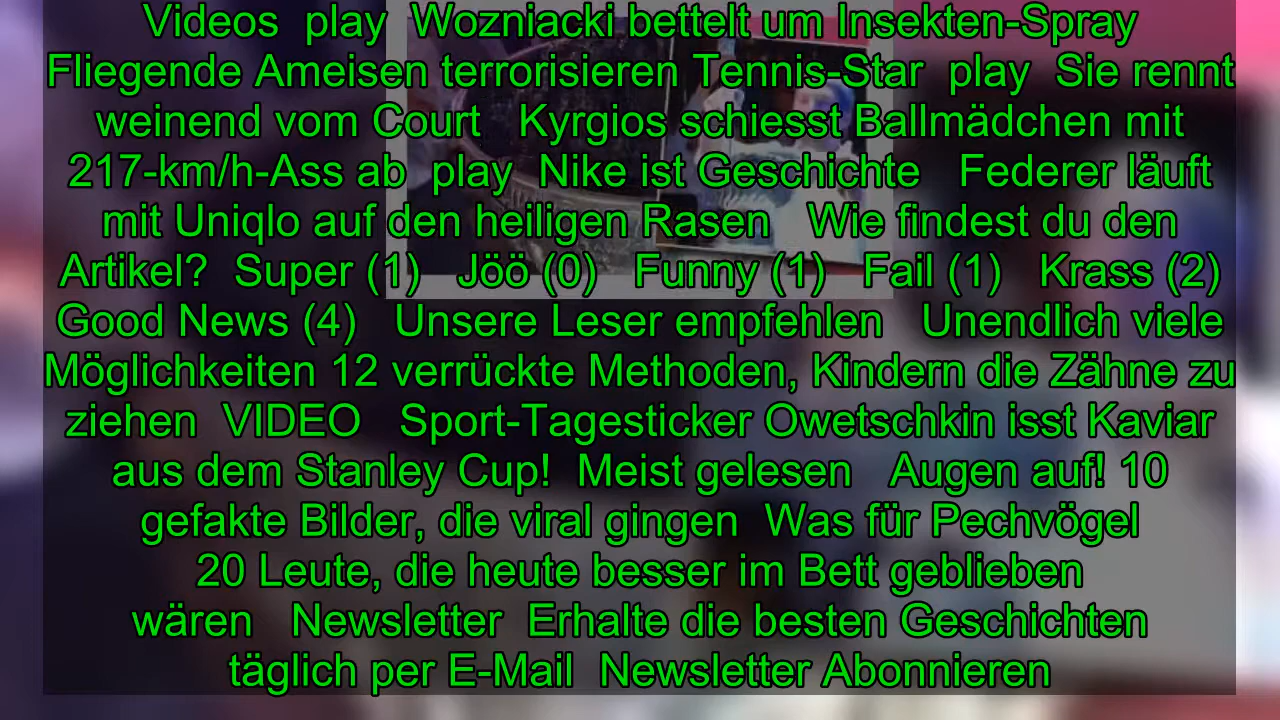 Videos play Wozniacki bettelt um Insekten-Spray
Fliegende Ameisen terrorisieren Tennis-Star play Sie rennt
weinend vom Court Kyrgios schiesst Ballmädchen mit
217-km/h-Ass ab play Nike ist Geschichte Federer läuft
mit Uniqlo auf den heiligen Rasen Wie findest du den
Artikel? Super (1) Jöö (0) Funny (1) Fail (1) Krass (2)
Good News (4) Unsere Leser empfehlen Unendlich viele
Möglichkeiten 12 verrückte Methoden, Kindern die Zähne zu
ziehen VIDEO Sport-Tagesticker Owetschkin isst Kaviar
aus dem Stanley Cup! Meist gelesen Augen auf! 10
gefakte Bilder, die viral gingen Was für Pechvögel
20 Leute, die heute besser im Bett geblieben
wären Newsletter Erhalte die besten Geschichten
täglich per E-Mail Newsletter Abonnieren